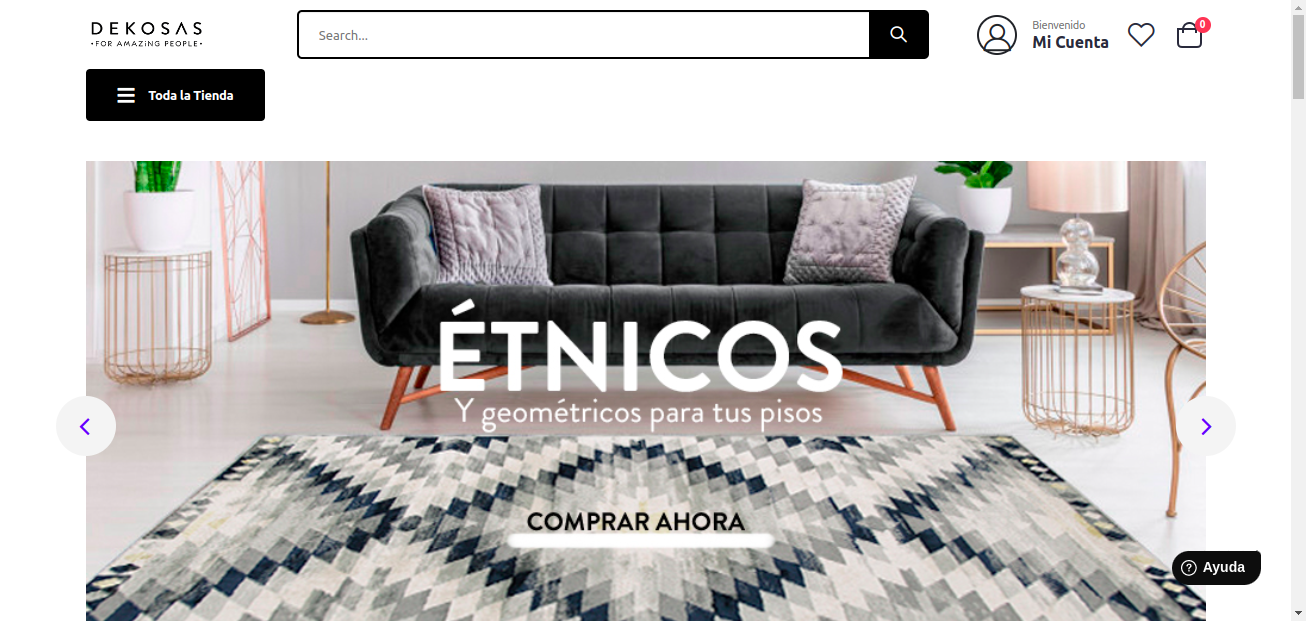 DEKOSAS
•FOR AMAZiNG PEOPLE•
Search...
Bienvenido
Mi Cuenta
0
Toda la Tienda
ÉTNICOS
Y geométricos para tus pisos
COMPRAR AHORA
Ayuda